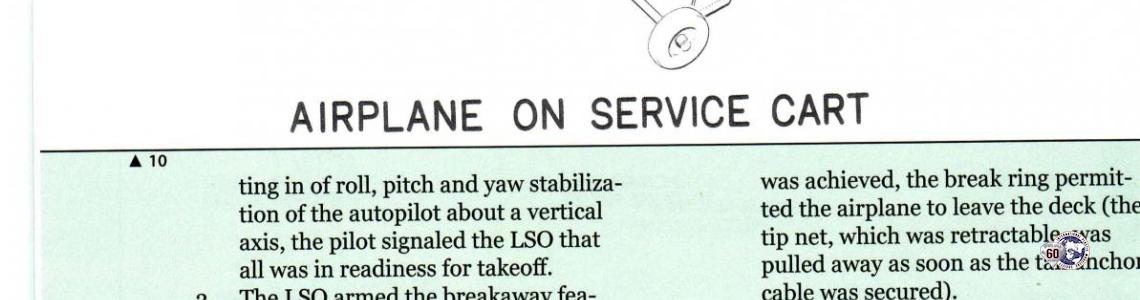 AIRPLANE ON SERVICE CART
▲ 10
ting in of roll, pitch and yaw stabiliza-
tion of the autopilot about a vertical
axis, the pilot signaled the LSO that
all was in readiness for takeoff.
The LSO armed the breakaway fea-
was achieved, the break ring permit-
ted the airplane to leave the deck (the
tip net, which was retractable, was
pulled away as soon as the
cable was secured).
60